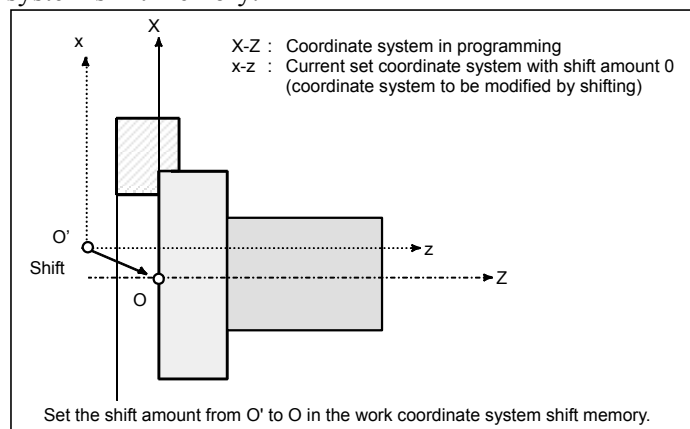 x
X
X-Z : Coordinate system in programming
x-z : Current set coordinate system with shift amount 0
(coordinate system to be modified by shifting)
O'
z
Shift
O
Z
Set the shift amount from O' to O in the work coordinate system shift memory.